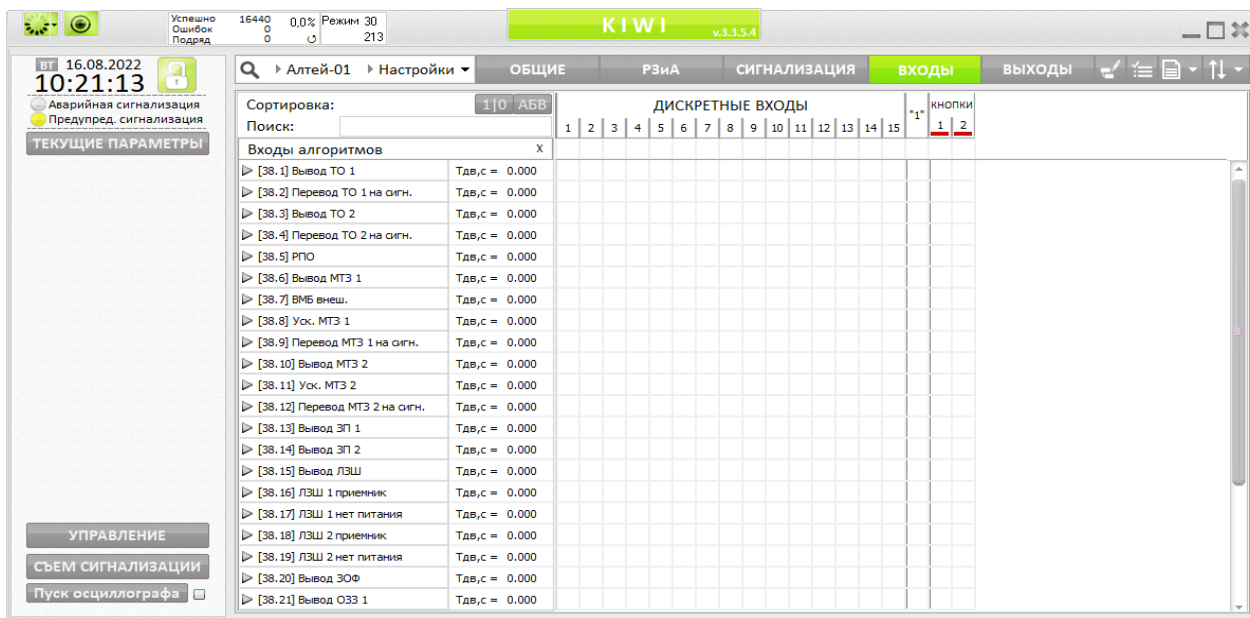 Успешно 16440 0,0% Режим 30
Ошибок 0
Подряд 0 213
KIWI v.3.3.5.4
ВТ 16.08.2022
10:21:13
Аварийная сигнализация
Предупред. сигнализация
ТЕКУЩИЕ ПАРАМЕТРЫ
УПРАВЛЕНИЕ
СЪЕМ СИГНАЛИЗАЦИИ
Пуск осциллографа
Алтей-01 Настройки ОБЩИЕ РЗиА СИГНАЛИЗАЦИЯ ВХОДЫ ВЫХОДЫ
Сортировка: 1|0 АБВ ДИСКРЕТНЫЕ ВХОДЫ "1" кнопки
Поиск: 1 2 3 4 5 6 7 8 9 10 11 12 13 14 15 1 2
Входы алгоритмов X
[38.1] Вывод ТО 1 Тдв,с = 0.000
[38.2] Перевод ТО 1 на сигн. Тдв,с = 0.000
[38.3] Вывод ТО 2 Тдв,с = 0.000
[38.4] Перевод ТО 2 на сигн. Тдв,с = 0.000
[38.5] РПО Тдв,с = 0.000
[38.6] Вывод МТЗ 1 Тдв,с = 0.000
[38.7] ВМБ внеш. Тдв,с = 0.000
[38.8] Уск. МТЗ 1 Тдв,с = 0.000
[38.9] Перевод МТЗ 1 на сигн. Тдв,с = 0.000
[38.10] Вывод МТЗ 2 Тдв,с = 0.000
[38.11] Уск. МТЗ 2 Тдв,с = 0.000
[38.12] Перевод МТЗ 2 на сигн. Тдв,с = 0.000
[38.13] Вывод ЗП 1 Тдв,с = 0.000
[38.14] Вывод ЗП 2 Тдв,с = 0.000
[38.15] Вывод ЛЗШ Тдв,с = 0.000
[38.16] ЛЗШ 1 приемник Тдв,с = 0.000
[38.17] ЛЗШ 1 нет питания Тдв,с = 0.000
[38.18] ЛЗШ 2 приемник Тдв,с = 0.000
[38.19] ЛЗШ 2 нет питания Тдв,с = 0.000
[38.20] Вывод ЗОФ Тдв,с = 0.000
[38.21] Вывод ОЗЗ 1 Тдв,с = 0.000